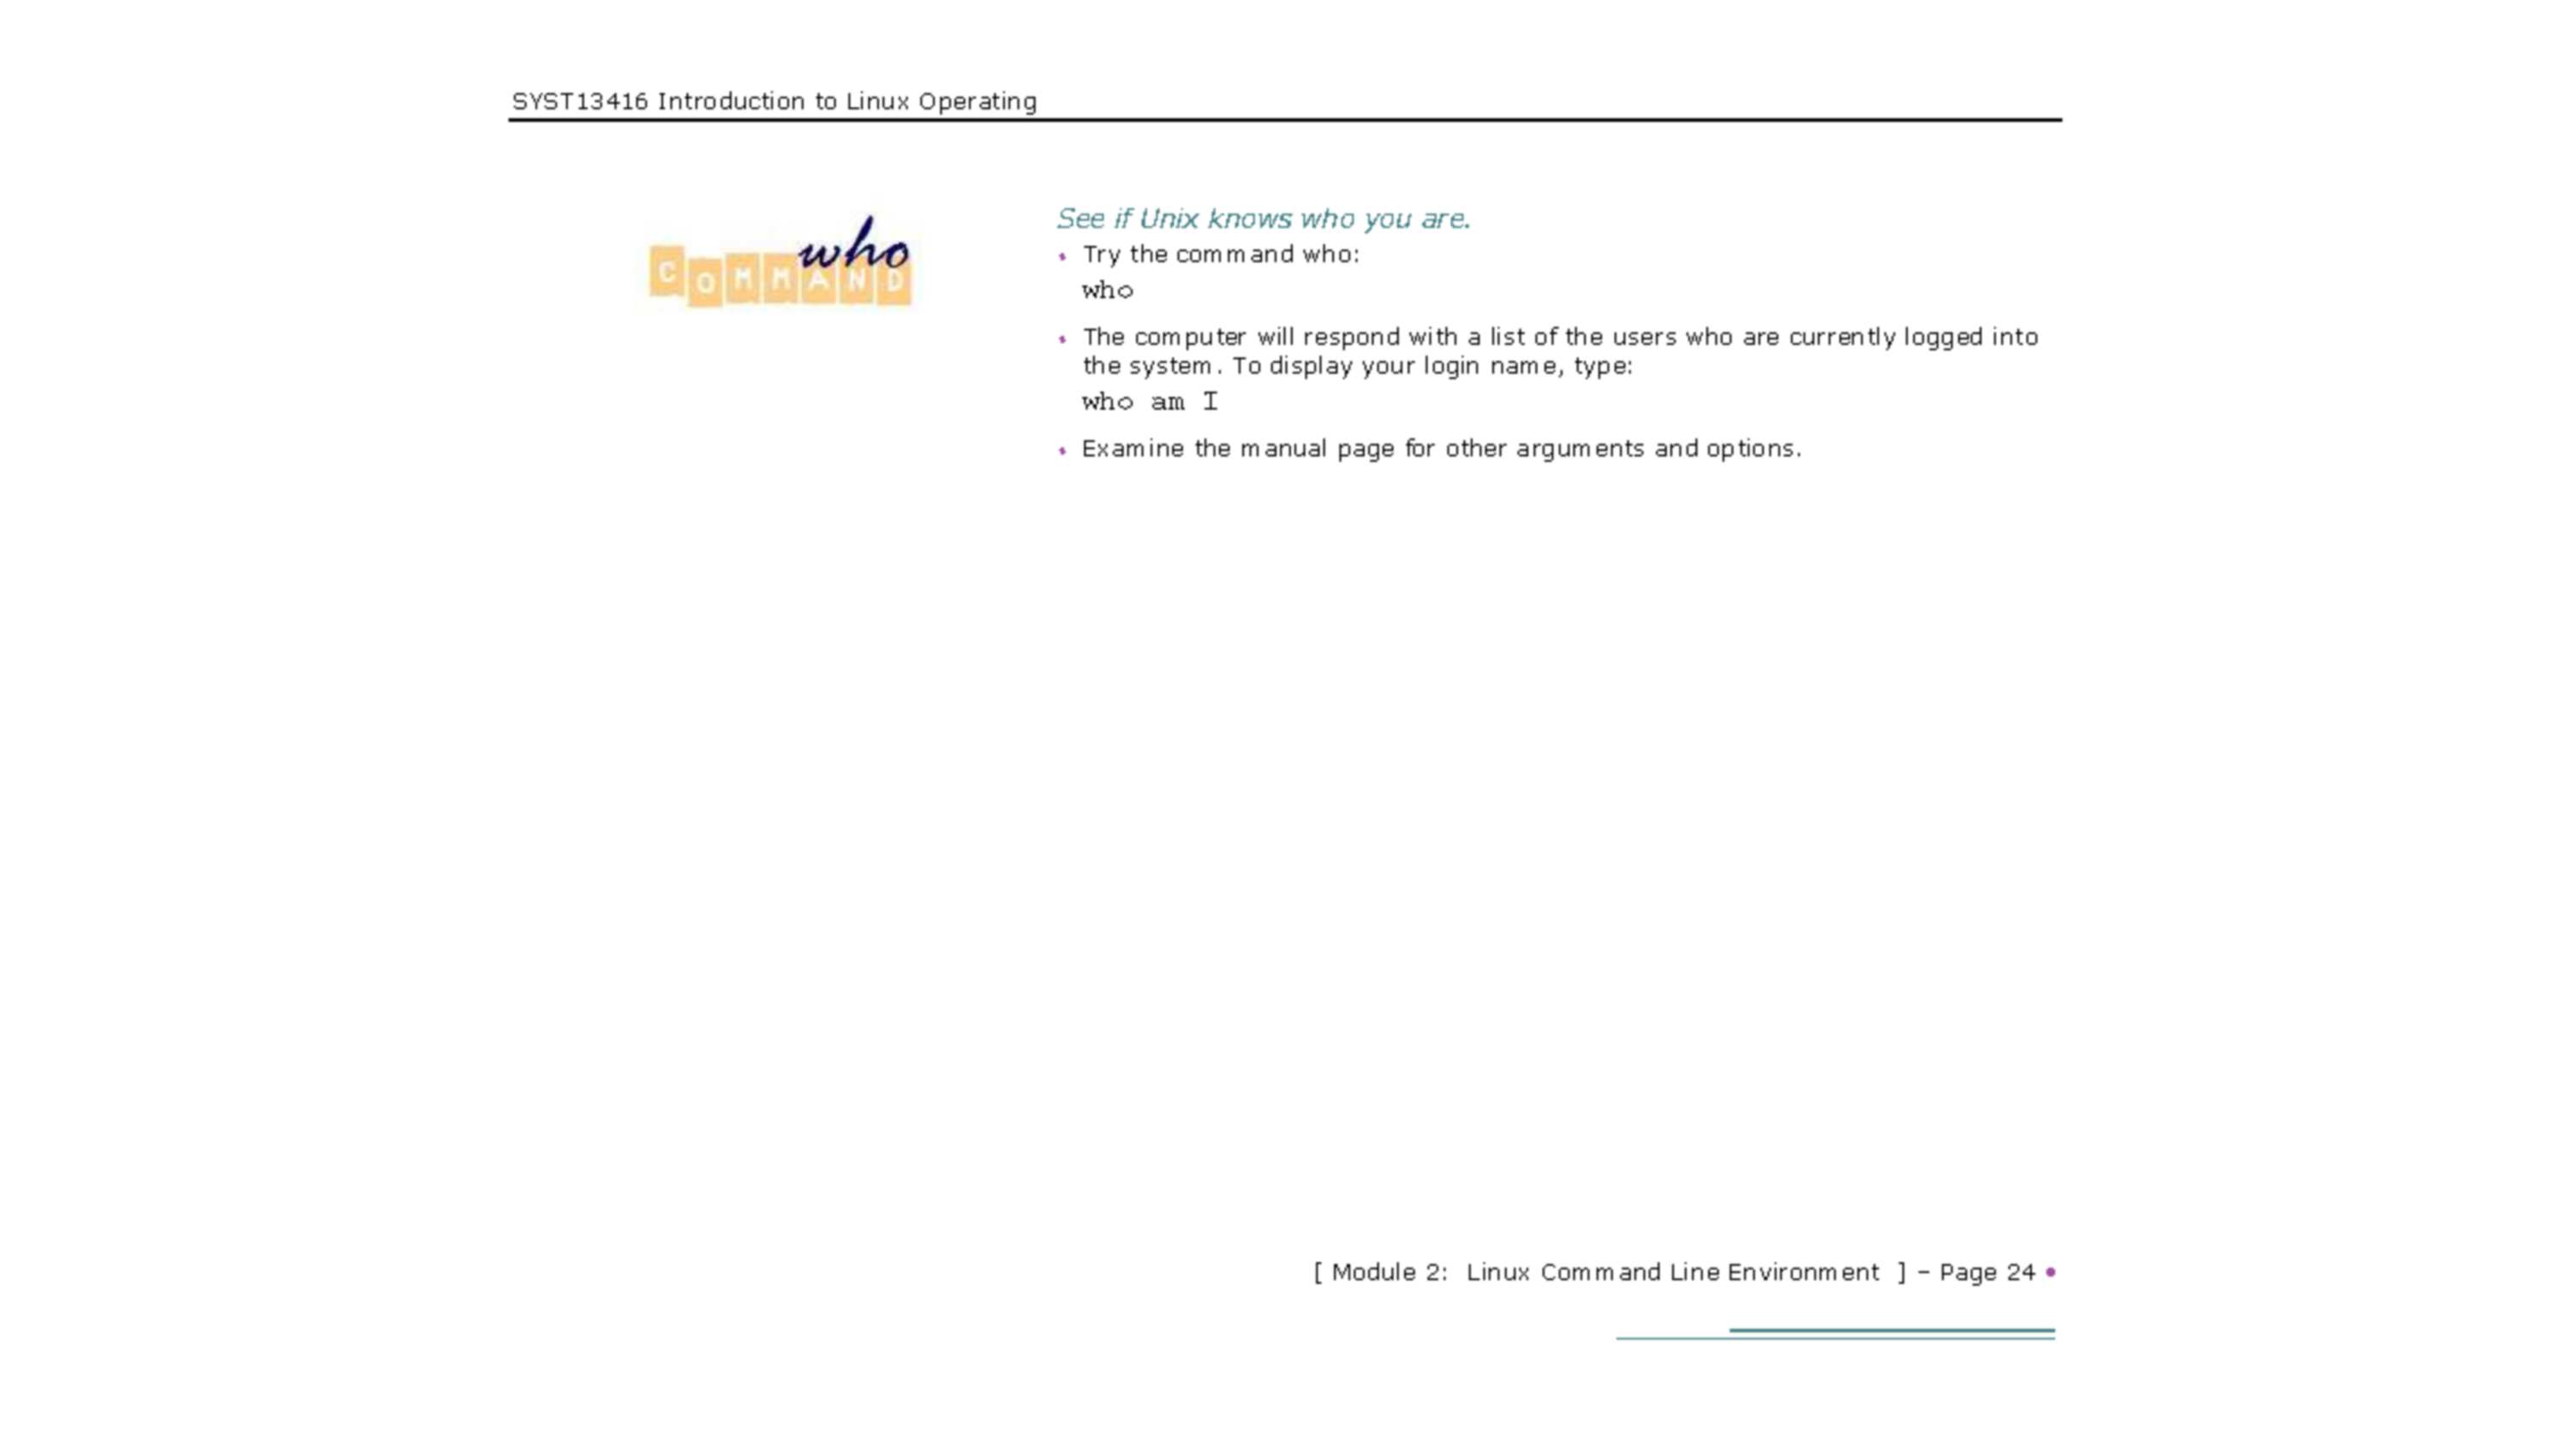 SYST13416 Introduction to Linux Operating
who
COMMAND
See if Unix knows who you are.
• Try the command who:
who
• The computer will respond with a list of the users who are currently logged into
the system. To display your login name, type:
who am I
• Examine the manual page for other arguments and options.
[ Module 2: Linux Command Line Environment ] – Page 24 •